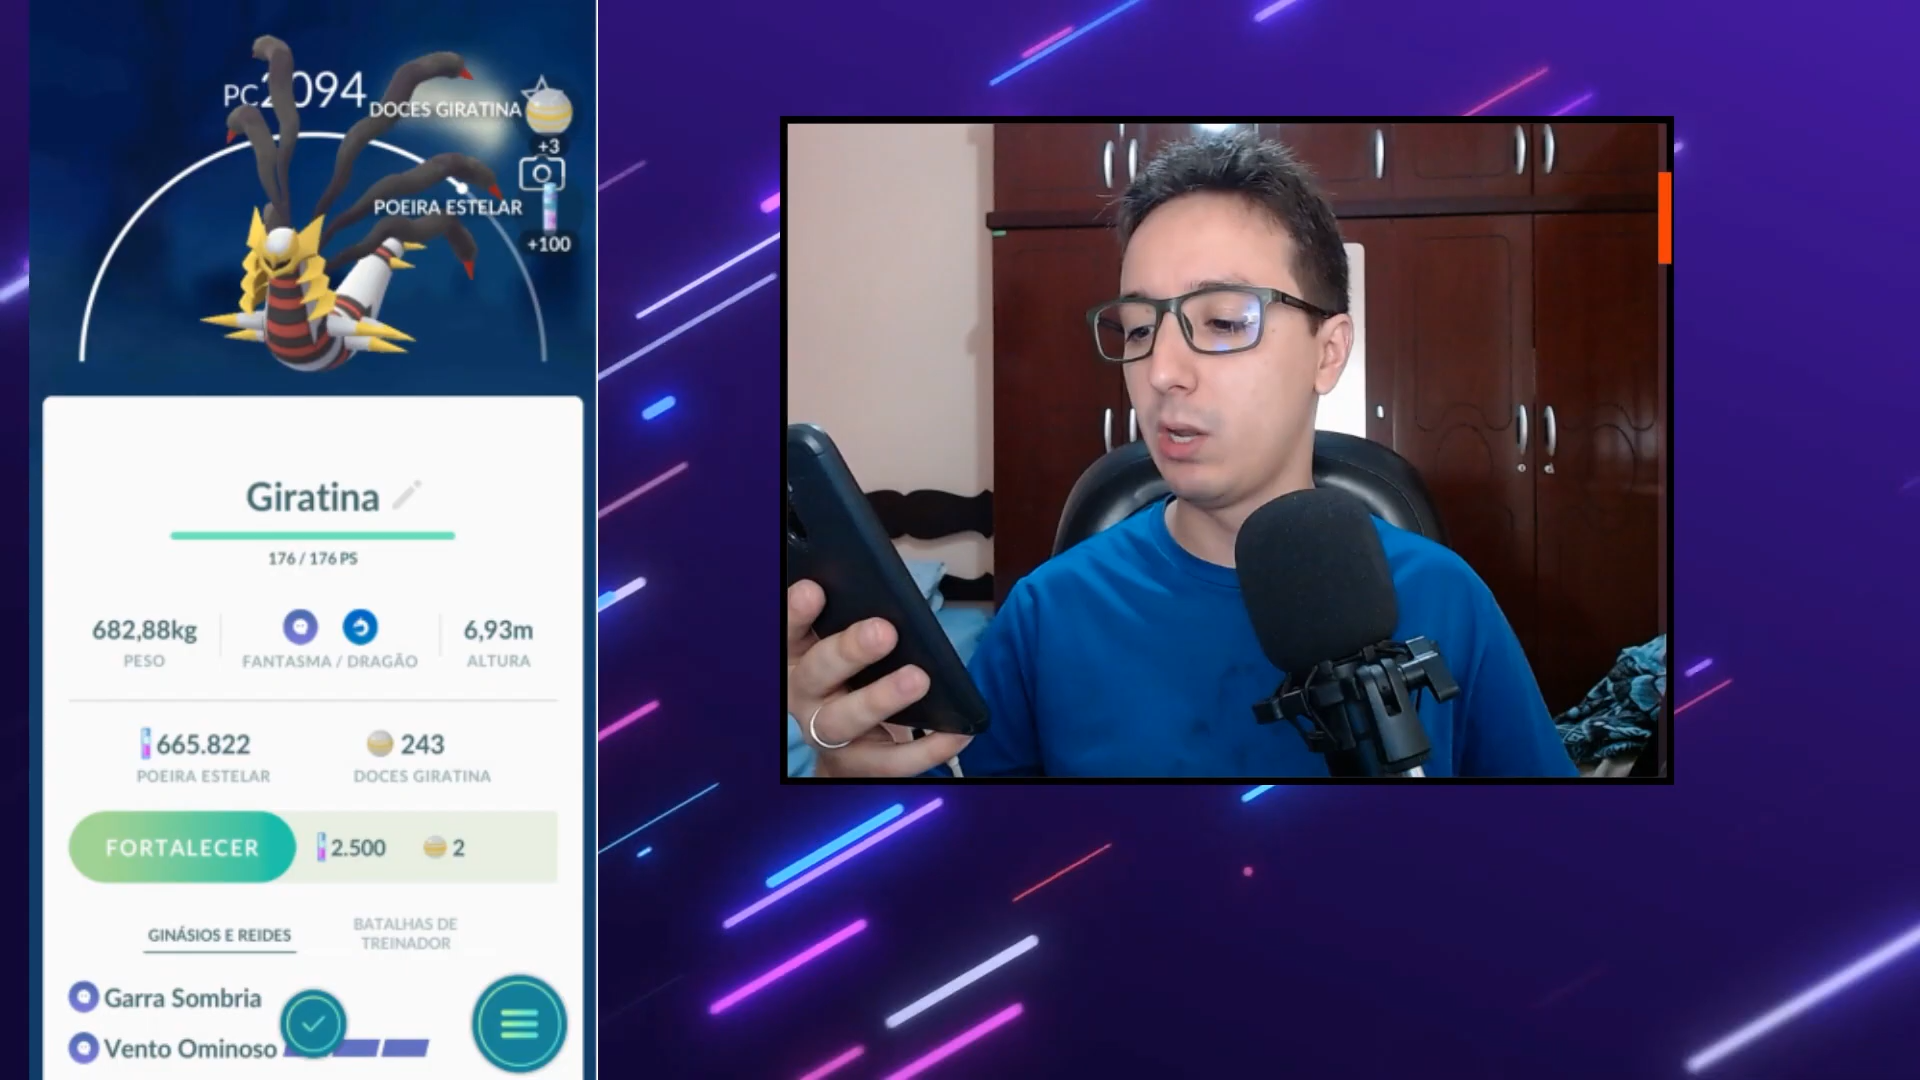 PC2094
DOCES GIRATINA
+3
POEIRA ESTELAR
+100
Giratina
176 / 176 PS
682,88kg
PESO
FANTASMA / DRAGÃO
6,93m
ALTURA
665.822
POEIRA ESTELAR
243
DOCES GIRATINA
FORTALECER
2.500
2
GINÁSIOS E REIDES
BATALHAS DE
TREINADOR
Garra Sombria
Vento Ominoso